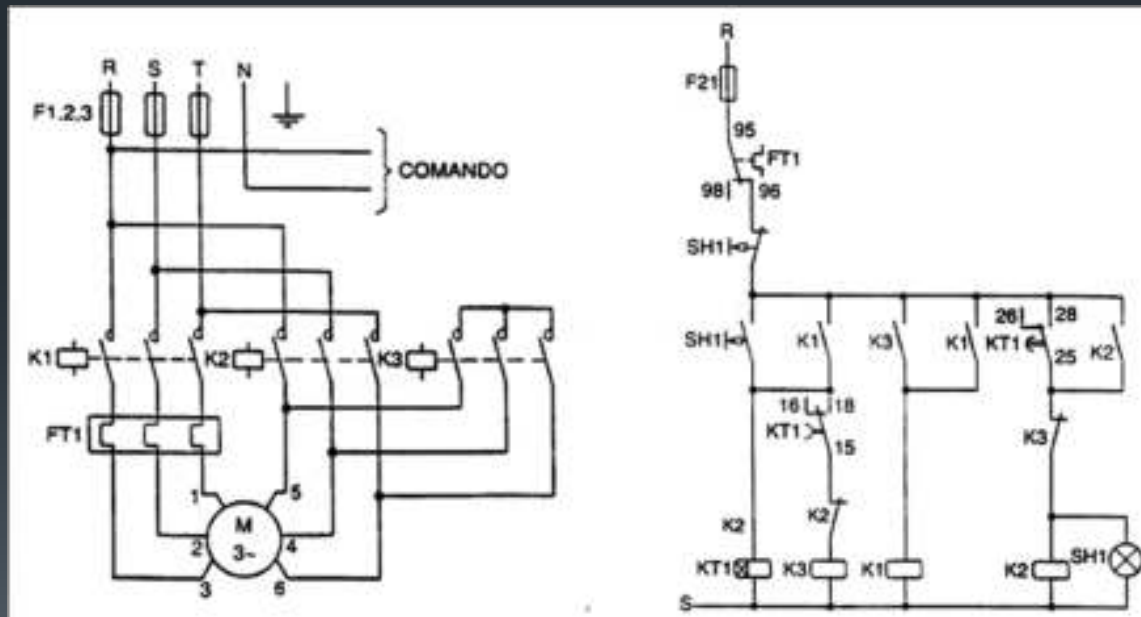 R S T N
F1.2.3
COMANDO
K1 K2 K3
FT1
1 5
M
2 4
3~
3 6
R
F21
95
FT1
98 96
SH1
26 28
SH1 K1 K3 K1 KT1 K2
25
16 18
KT1
15
K3
K2 K2
KT1 K3 K1 K2 SH1
S